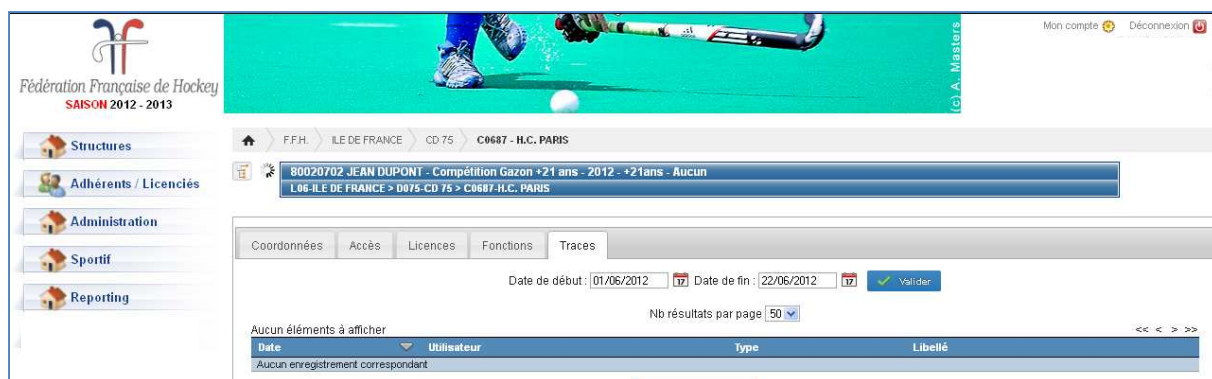 Fédération Française de Hockey
SAISON 2012 - 2013
(c) A. Masters
Mon compte Déconnexion
Structures
Adhérents / Licenciés
Administration
Sportif
Reporting
F.F.H. ILE DE FRANCE CD 75 C0687 - H.C. PARIS
80020702 JEAN DUPONT - Compétition Gazon +21 ans - 2012 - +21ans - Aucun
L06-ILE DE FRANCE > D075-CD 75 > C0687-H.C. PARIS
Coordonnées Accès Licences Fonctions Traces
Date de début : 01/06/2012 17 Date de fin : 22/06/2012 17 Valider
Nb résultats par page 50
Aucun éléments à afficher << < > >>
Date Utilisateur Type Libellé
Aucun enregistrement correspondant